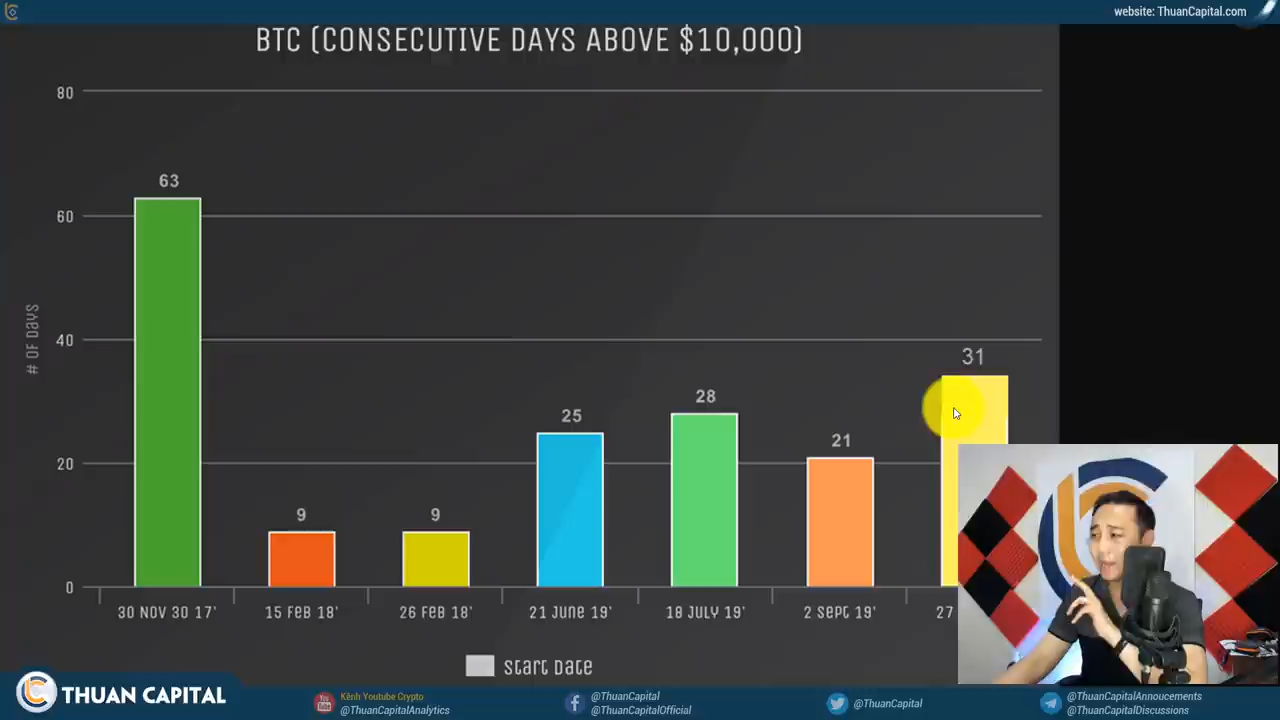 website: ThuanCapital.com
BTC (CONSECUTIVE DAYS ABOVE $10,000)
80
60
40
20
0
# OF DAYS
63
9
9
25
28
21
31
30 NOV 30 17'
15 FEB 18'
26 FEB 18'
21 JUNE 19'
18 JULY 19'
2 SEPT 19'
27
START DATE
THUAN CAPITAL
You Tube
Kênh Youtube Crypto
@ThuanCapitalAnalytics
@ThuanCapital
@ThuanCapitalOfficial
@ThuanCapital
@ThuanCapitalAnnoucements
@ThuanCapitalDiscussions